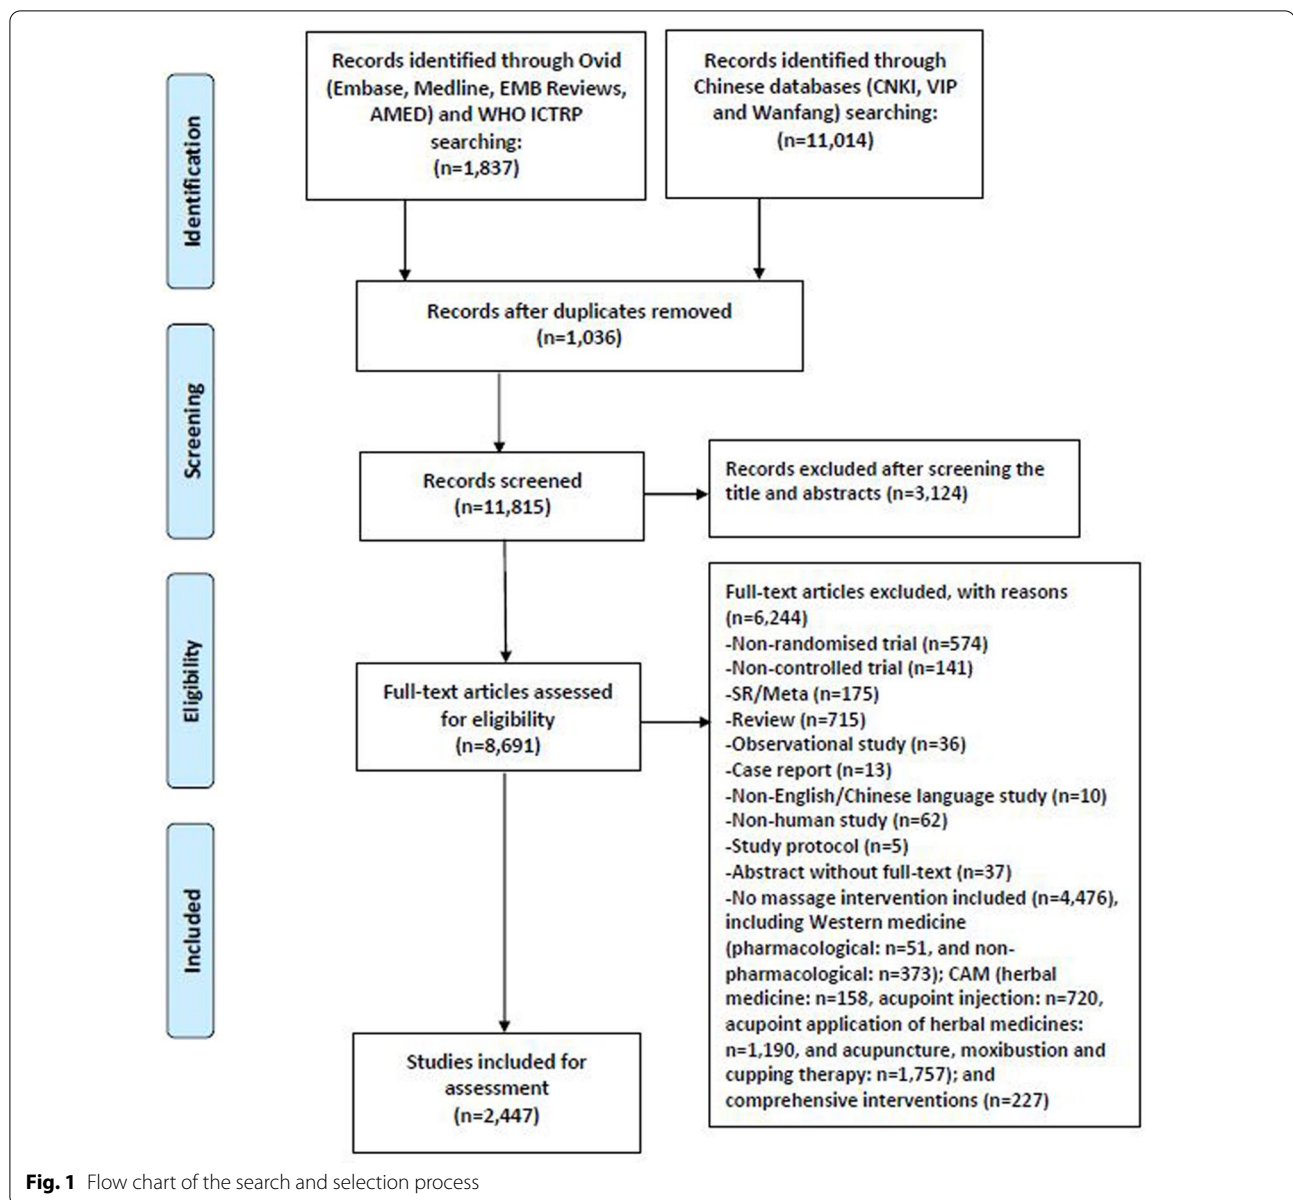 Identification
Records identified through Ovid
(Embase, Medline, EMB Reviews,
AMED) and WHO ICTRP
searching:
(n=1,837)
Records identified through
Chinese databases (CNKI, VIP
and Wanfang) searching:
(n=11,014)
Records after duplicates removed
(n=1,036)
Screening
Records screened
(n=11,815)
Records excluded after screening the
title and abstracts (n=3,124)
Eligibility
Full-text articles assessed
for eligibility
(n=8,691)
Full-text articles excluded, with reasons
(n=6,244)
-Non-randomised trial (n=574)
-Non-controlled trial (n=141)
-SR/Meta (n=175)
-Review (n=715)
-Observational study (n=36)
-Case report (n=13)
-Non-English/Chinese language study (n=10)
-Non-human study (n=62)
-Study protocol (n=5)
-Abstract without full-text (n=37)
-No massage intervention included (n=4,476),
including Western medicine
(pharmacological: n=51, and non-
pharmacological: n=373); CAM (herbal
medicine: n=158, acupoint injection: n=720,
acupoint application of herbal medicines:
n=1,190, and acupuncture, moxibustion and
cupping therapy: n=1,757); and
comprehensive interventions (n=227)
Included
Studies included for
assessment
(n=2,447)
Fig. 1 Flow chart of the search and selection process